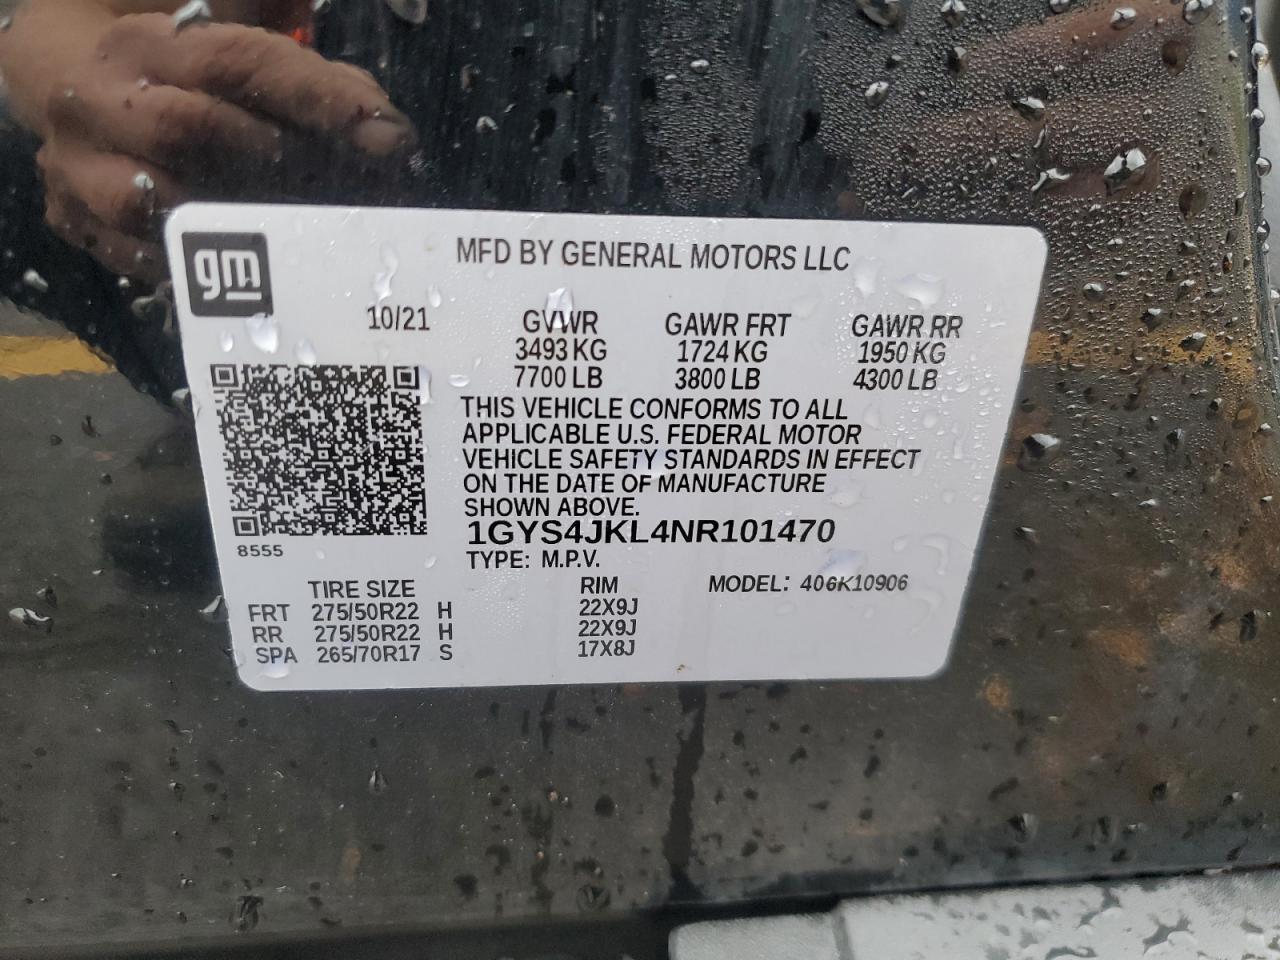 gm
MFD BY GENERAL MOTORS LLC
10/21 GVWR GAWR FRT GAWR RR
3493 KG 1724 KG 1950 KG
7700 LB 3800 LB 4300 LB
THIS VEHICLE CONFORMS TO ALL
APPLICABLE U.S. FEDERAL MOTOR
VEHICLE SAFETY STANDARDS IN EFFECT
ON THE DATE OF MANUFACTURE
SHOWN ABOVE.
8555
1GYS4JKL4NR101470
TYPE: M.P.V.
TIRE SIZE RIM MODEL: 406K10906
FRT 275/50R22 H 22X9J
RR 275/50R22 H 22X9J
SPA 265/70R17 S 17X8J